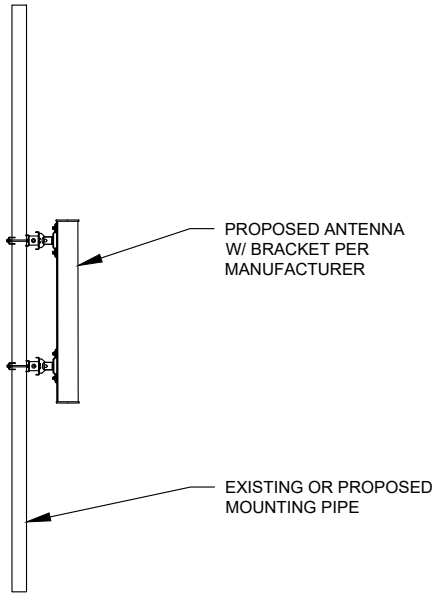 PROPOSED ANTENNA
W/ BRACKET PER
MANUFACTURER
EXISTING OR PROPOSED
MOUNTING PIPE